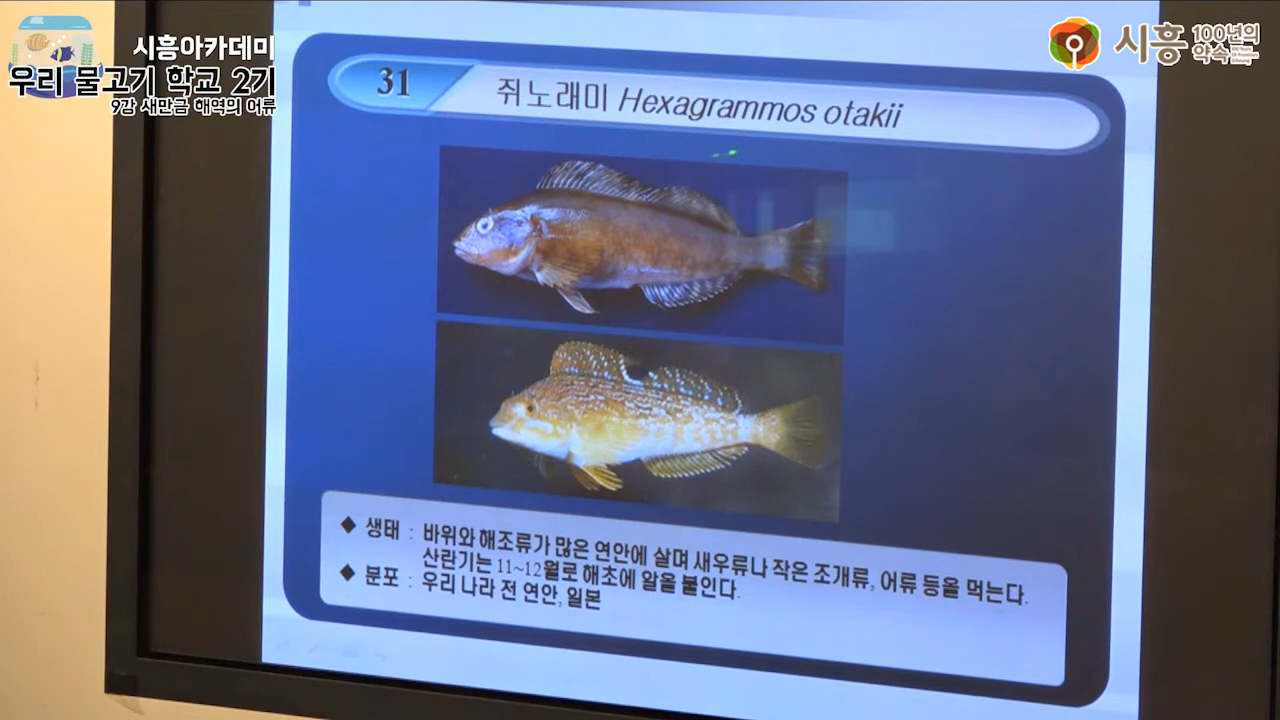 시흥아카데미
우리 물고기 학교 2기
9강 새만금 해역의 어류
시흥 100년의 약속
31 쥐노래미 Hexagrammos otakii
◆ 생태 : 바위와 해조류가 많은 연안에 살며 새우류나 작은 조개류, 어류 등을 먹는다.
산란기는 11~12월로 해초에 알을 붙인다.
◆ 분포 : 우리 나라 전 연안, 일본